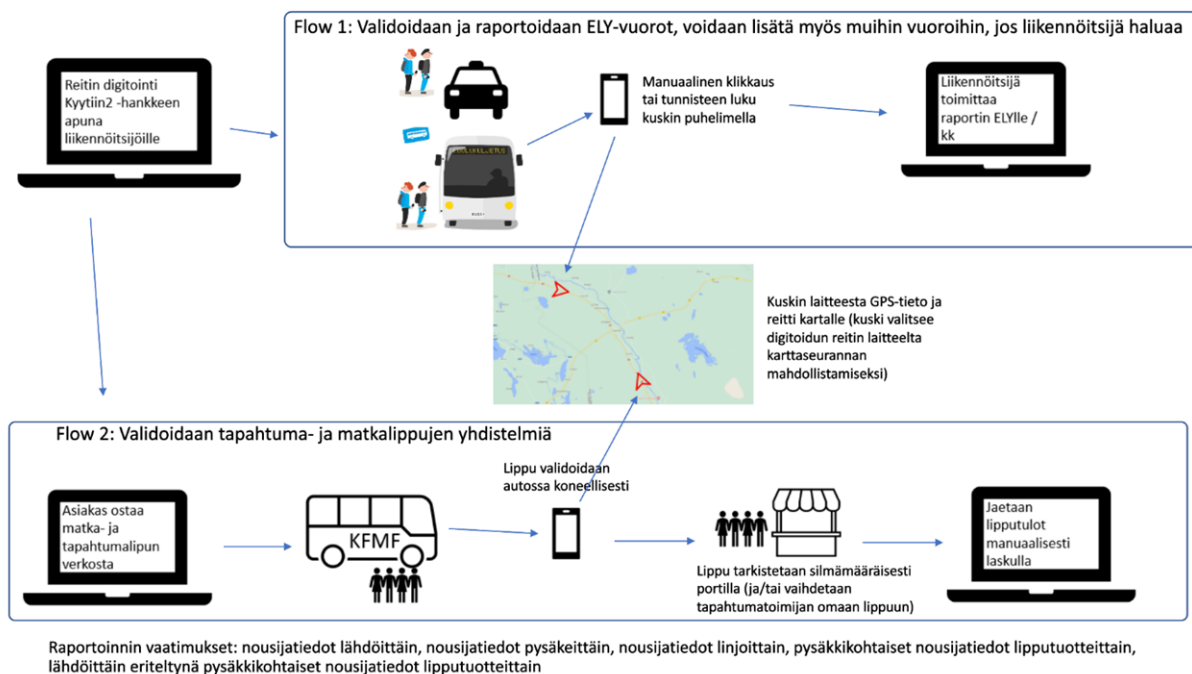 Flow 1: Validoidaan ja raportoidaan ELY-vuorot, voidaan lisätä myös muihin vuoroihin, jos liikennöitsijä haluaa
Reitin digitointi
Kyytiin2 -hankkeen
apuna
liikennöitsijöille
Manuaalinen klikkaus
tai tunnisteen luku
kuskin puhelimella
Liikennöitsijä
toimittaa
raportin ELYlle /
kk
Kuskin laitteesta GPS-tieto ja
reitti kartalle (kuski valitsee
digitoidun reitin laitteelta
karttaseurannan
mahdollistamiseksi)
Flow 2: Validoidaan tapahtuma- ja matkalippujen yhdistelmiä
Lippu validoidaan
autossa koneellisesti
Asiakas ostaa
matka- ja
tapahtumalipun
verkosta
KFMF
Lippu tarkistetaan silmämääräisesti
portilla (ja/tai vaihdetaan
tapahtumatoimijan omaan lippuun)
Jaetaan
lipputulot
manuaalisesti
laskulla
Raportoinnin vaatimukset: nousijatiedot lähdöittäin, nousijatiedot pysäkeittäin, nousijatiedot linjoittain, pysäkkikohtaiset nousijatiedot lipputuotteittain,
lähdöittäin eriteltynä pysäkkikohtaiset nousijatiedot lipputuotteittain